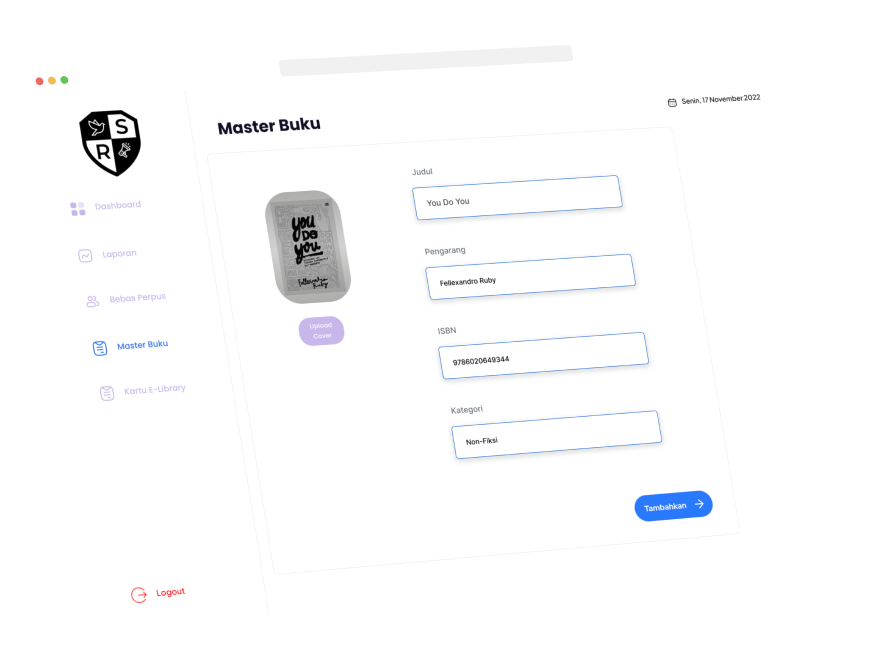 S
R
Dashboard
Laporan
Bebas Perpus
Master Buku
Kartu E-Library
Logout
Master Buku
Senin, 17 November 2022
you
DO
you
Fellexandro
Ruby
Upload
Cover
Judul
You Do You
Pengarang
Fellexandro Ruby
ISBN
9786020649344
Kategori
Non-Fiksi
Tambahkan